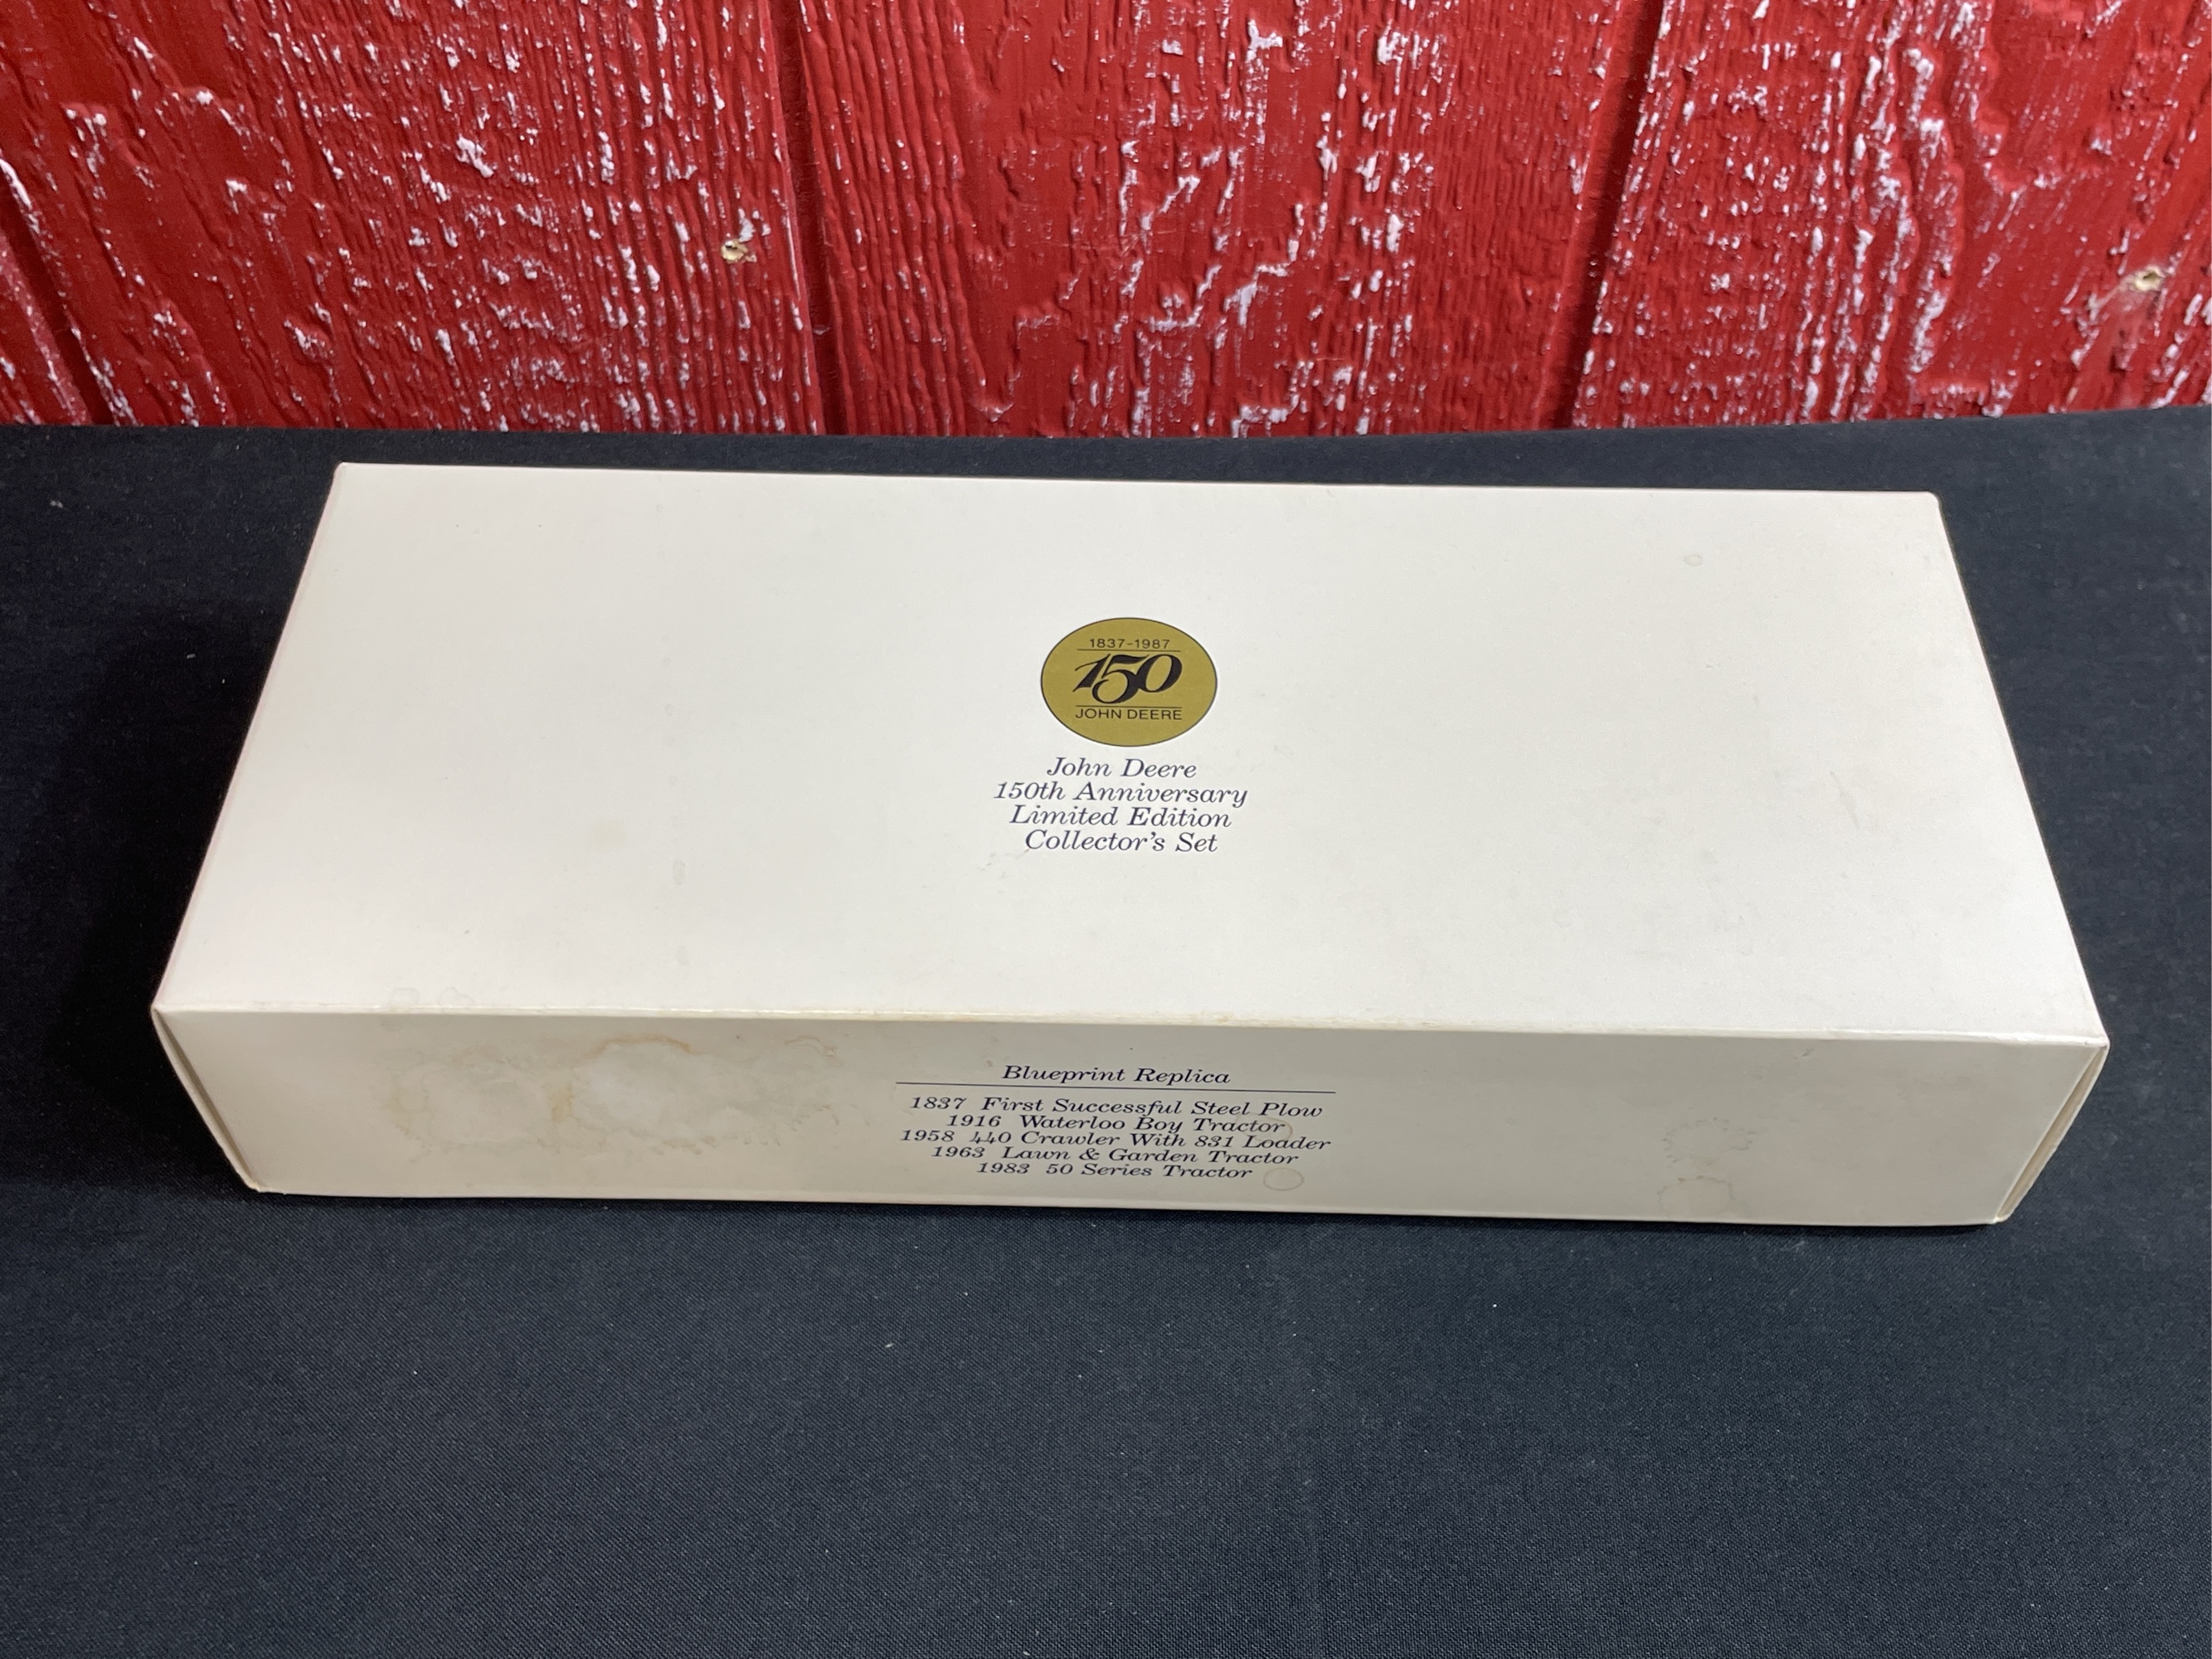 1837-1987
150
JOHN DEERE
John Deere
150th Anniversary
Limited Edition
Collector's Set
Blueprint Replica
1837 First Successful Steel Plow
1916 Waterloo Boy Tractor
1958 440 Crawler With 831 Loader
1963 Lawn & Garden Tractor
1983 50 Series Tractor